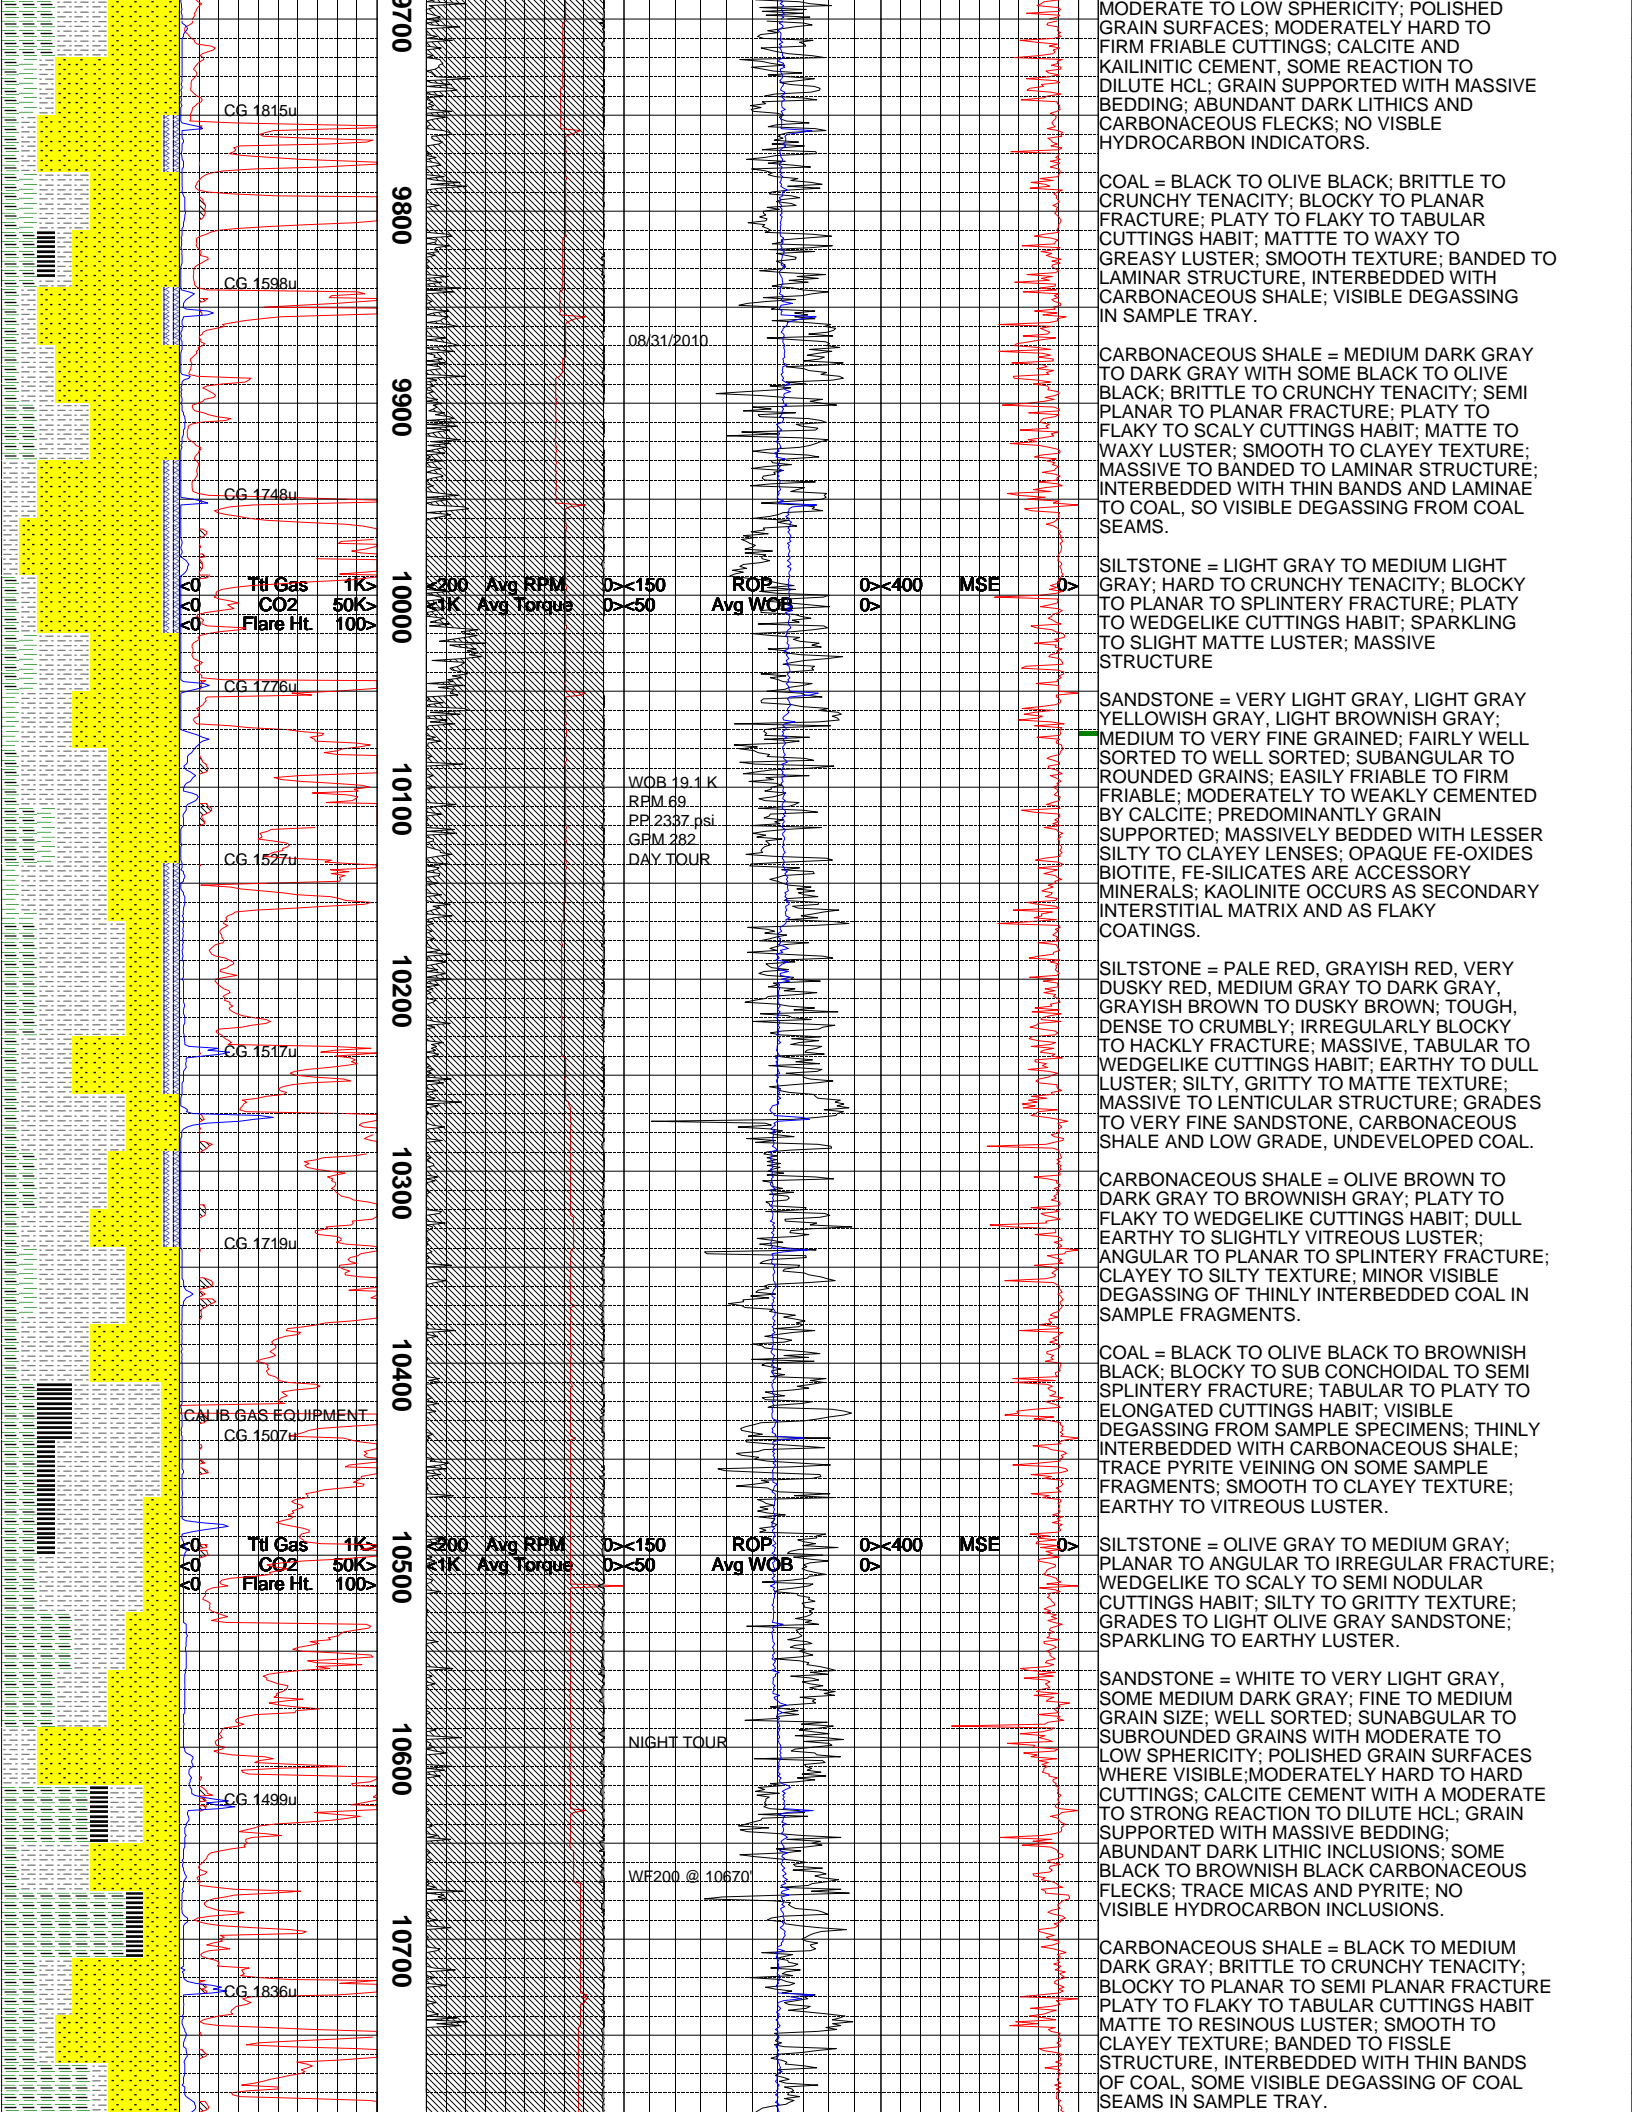 9700
CG 1815u
9800
CG 1598u
08/31/2010
9900
CG 1748u
<0 Ttl Gas 1K> <200 Avg RPM 0><150 ROP 0><400 MSE 0>
<0 CO2 50K> <1K Avg Torque 0><50 Avg WOB 0>
<0 Flare Ht. 100>
10000
CG 1776u
WOB 19.1 K
RPM 69
PP 2337 psi
GPM 282
DAY TOUR
10100
CG 1527u
10200
CG 1517u
10300
CG 1719u
10400
CALIB GAS EQUIPMENT
CG 1507u
<0 Ttl Gas 1K> <200 Avg RPM 0><150 ROP 0><400 MSE 0>
<0 CO2 50K> <1K Avg Torque 0><50 Avg WOB 0>
<0 Flare Ht. 100>
10500
NIGHT TOUR
10600
CG 1499u
WF200 @ 10670'
10700
CG 1836u
MODERATE TO LOW SPHERICITY; POLISHED
GRAIN SURFACES; MODERATELY HARD TO
FIRM FRIABLE CUTTINGS; CALCITE AND
KAILINITIC CEMENT, SOME REACTION TO
DILUTE HCL; GRAIN SUPPORTED WITH MASSIVE
BEDDING; ABUNDANT DARK LITHICS AND
CARBONACEOUS FLECKS; NO VISBLE
HYDROCARBON INDICATORS.
COAL = BLACK TO OLIVE BLACK; BRITTLE TO
CRUNCHY TENACITY; BLOCKY TO PLANAR
FRACTURE; PLATY TO FLAKY TO TABULAR
CUTTINGS HABIT; MATTTE TO WAXY TO
GREASY LUSTER; SMOOTH TEXTURE; BANDED TO
LAMINAR STRUCTURE, INTERBEDDED WITH
CARBONACEOUS SHALE; VISIBLE DEGASSING
IN SAMPLE TRAY.
CARBONACEOUS SHALE = MEDIUM DARK GRAY
TO DARK GRAY WITH SOME BLACK TO OLIVE
BLACK; BRITTLE TO CRUNCHY TENACITY; SEMI
PLANAR TO PLANAR FRACTURE; PLATY TO
FLAKY TO SCALY CUTTINGS HABIT; MATTE TO
WAXY LUSTER; SMOOTH TO CLAYEY TEXTURE;
MASSIVE TO BANDED TO LAMINAR STRUCTURE;
INTERBEDDED WITH THIN BANDS AND LAMINAE
TO COAL, SO VISIBLE DEGASSING FROM COAL
SEAMS.
SILTSTONE = LIGHT GRAY TO MEDIUM LIGHT
GRAY; HARD TO CRUNCHY TENACITY; BLOCKY
TO PLANAR TO SPLINTERY FRACTURE; PLATY
TO WEDGELIKE CUTTINGS HABIT; SPARKLING
TO SLIGHT MATTE LUSTER; MASSIVE
STRUCTURE
SANDSTONE = VERY LIGHT GRAY, LIGHT GRAY
YELLOWISH GRAY, LIGHT BROWNISH GRAY;
MEDIUM TO VERY FINE GRAINED; FAIRLY WELL
SORTED TO WELL SORTED; SUBANGULAR TO
ROUNDED GRAINS; EASILY FRIABLE TO FIRM
FRIABLE; MODERATELY TO WEAKLY CEMENTED
BY CALCITE; PREDOMINANTLY GRAIN
SUPPORTED; MASSIVELY BEDDED WITH LESSER
SILTY TO CLAYEY LENSES; OPAQUE FE-OXIDES
BIOTITE, FE-SILICATES ARE ACCESSORY
MINERALS; KAOLINITE OCCURS AS SECONDARY
INTERSTITIAL MATRIX AND AS FLAKY
COATINGS.
SILTSTONE = PALE RED, GRAYISH RED, VERY
DUSKY RED, MEDIUM GRAY TO DARK GRAY,
GRAYISH BROWN TO DUSKY BROWN; TOUGH,
DENSE TO CRUMBLY; IRREGULARLY BLOCKY
TO HACKLY FRACTURE; MASSIVE, TABULAR TO
WEDGELIKE CUTTINGS HABIT; EARTHY TO DULL
LUSTER; SILTY, GRITTY TO MATTE TEXTURE;
MASSIVE TO LENTICULAR STRUCTURE; GRADES
TO VERY FINE SANDSTONE, CARBONACEOUS
SHALE AND LOW GRADE, UNDEVELOPED COAL.
CARBONACEOUS SHALE = OLIVE BROWN TO
DARK GRAY TO BROWNISH GRAY; PLATY TO
FLAKY TO WEDGELIKE CUTTINGS HABIT; DULL
EARTHY TO SLIGHTLY VITREOUS LUSTER;
ANGULAR TO PLANAR TO SPLINTERY FRACTURE;
CLAYEY TO SILTY TEXTURE; MINOR VISIBLE
DEGASSING OF THINLY INTERBEDDED COAL IN
SAMPLE FRAGMENTS.
COAL = BLACK TO OLIVE BLACK TO BROWNISH
BLACK; BLOCKY TO SUB CONCHOIDAL TO SEMI
SPLINTERY FRACTURE; TABULAR TO PLATY TO
ELONGATED CUTTINGS HABIT; VISIBLE
DEGASSING FROM SAMPLE SPECIMENS; THINLY
INTERBEDDED WITH CARBONACEOUS SHALE;
TRACE PYRITE VEINING ON SOME SAMPLE
FRAGMENTS; SMOOTH TO CLAYEY TEXTURE;
EARTHY TO VITREOUS LUSTER.
SILTSTONE = OLIVE GRAY TO MEDIUM GRAY;
PLANAR TO ANGULAR TO IRREGULAR FRACTURE;
WEDGELIKE TO SCALY TO SEMI NODULAR
CUTTINGS HABIT; SILTY TO GRITTY TEXTURE;
GRADES TO LIGHT OLIVE GRAY SANDSTONE;
SPARKLING TO EARTHY LUSTER.
SANDSTONE = WHITE TO VERY LIGHT GRAY,
SOME MEDIUM DARK GRAY; FINE TO MEDIUM
GRAIN SIZE; WELL SORTED; SUNABGULAR TO
SUBROUNDED GRAINS WITH MODERATE TO
LOW SPHERICITY; POLISHED GRAIN SURFACES
WHERE VISIBLE;MODERATELY HARD TO HARD
CUTTINGS; CALCITE CEMENT WITH A MODERATE
TO STRONG REACTION TO DILUTE HCL; GRAIN
SUPPORTED WITH MASSIVE BEDDING;
ABUNDANT DARK LITHIC INCLUSIONS; SOME
BLACK TO BROWNISH BLACK CARBONACEOUS
FLECKS; TRACE MICAS AND PYRITE; NO
VISIBLE HYDROCARBON INCLUSIONS.
CARBONACEOUS SHALE = BLACK TO MEDIUM
DARK GRAY; BRITTLE TO CRUNCHY TENACITY;
BLOCKY TO PLANAR TO SEMI PLANAR FRACTURE
PLATY TO FLAKY TO TABULAR CUTTINGS HABIT
MATTE TO RESINOUS LUSTER; SMOOTH TO
CLAYEY TEXTURE; BANDED TO FISSLE
STRUCTURE, INTERBEDDED WITH THIN BANDS
OF COAL, SOME VISIBLE DEGASSING OF COAL
SEAMS IN SAMPLE TRAY.